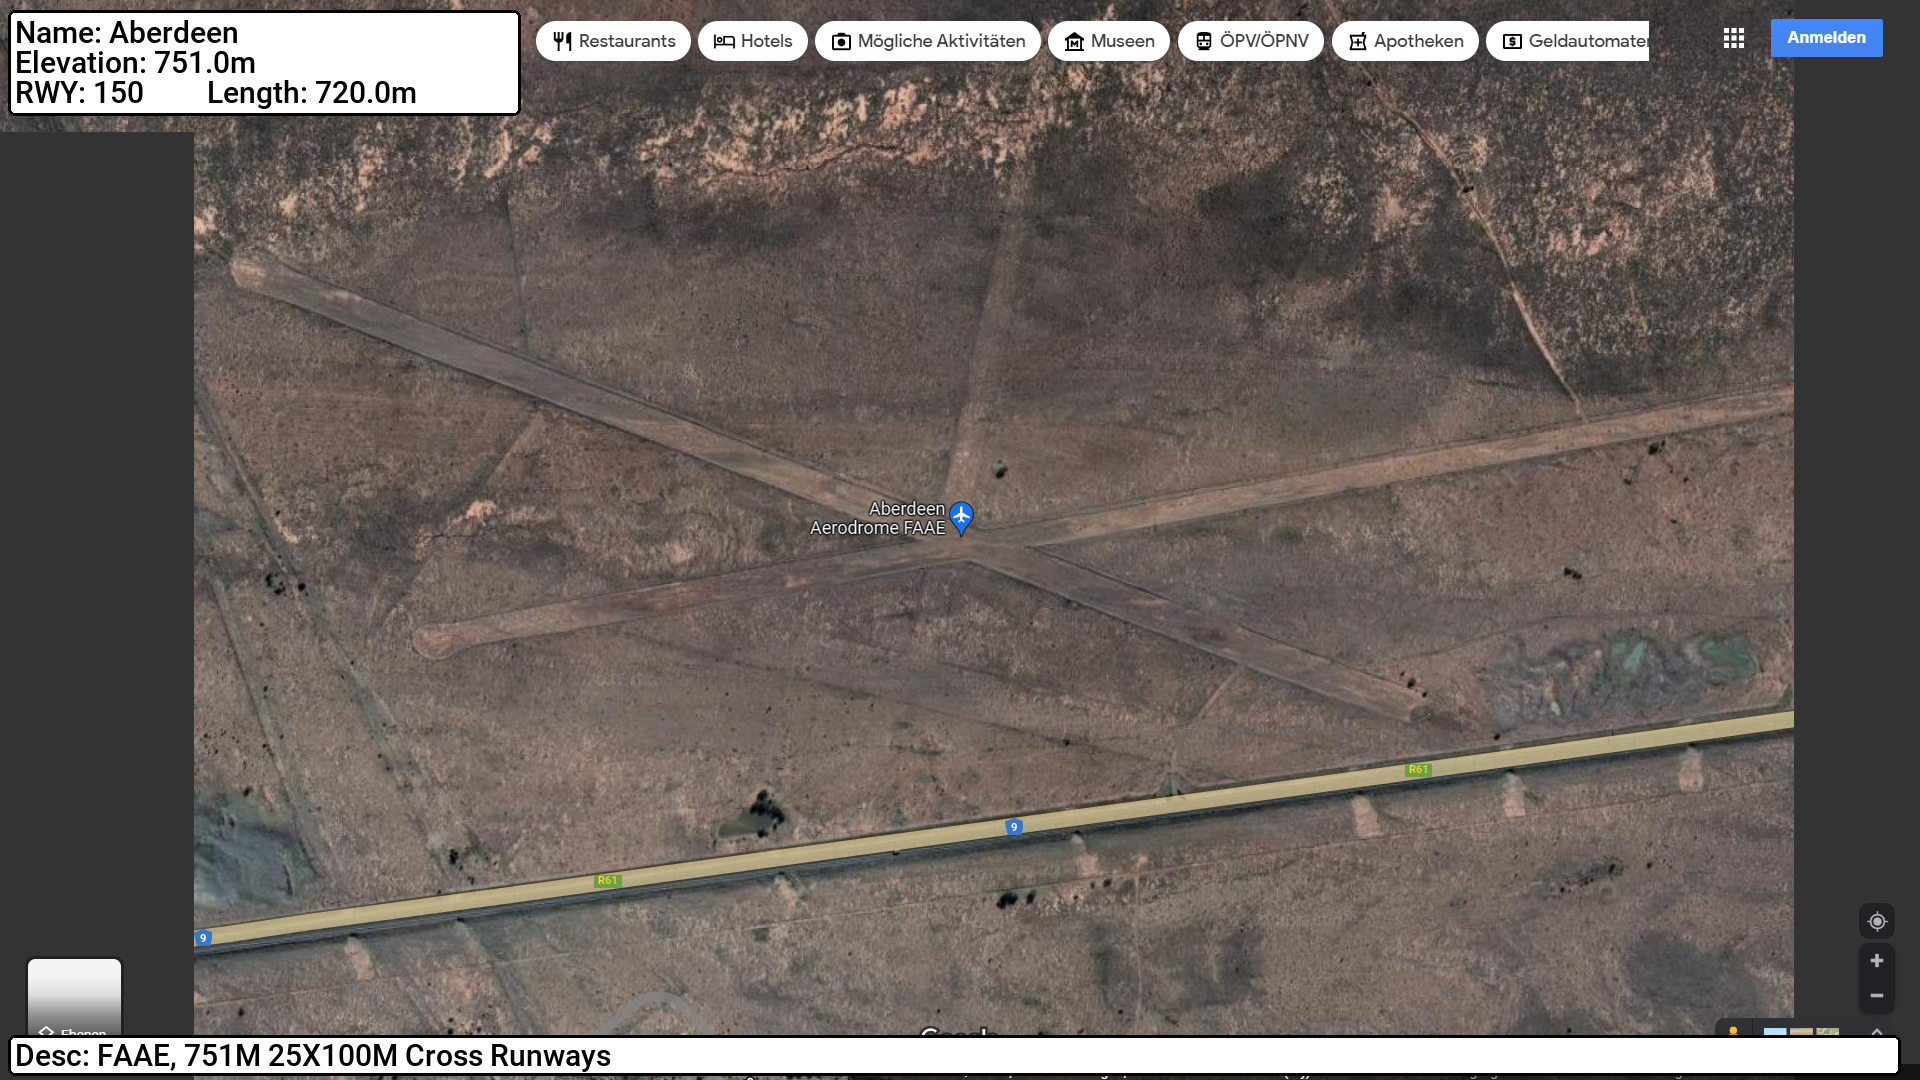 Name: Aberdeen
Elevation: 751.0m
RWY: 150 Length: 720.0m
Restaurants
Hotels
Mögliche Aktivitäten
Museen
ÖPV/ÖPNV
Apotheken
Geldautomaten
Anmelden
Aberdeen
Aerodrome FAAE
R61
9
R61
9
Ebenen
Google
Desc: FAAE, 751M 25X100M Cross Runways